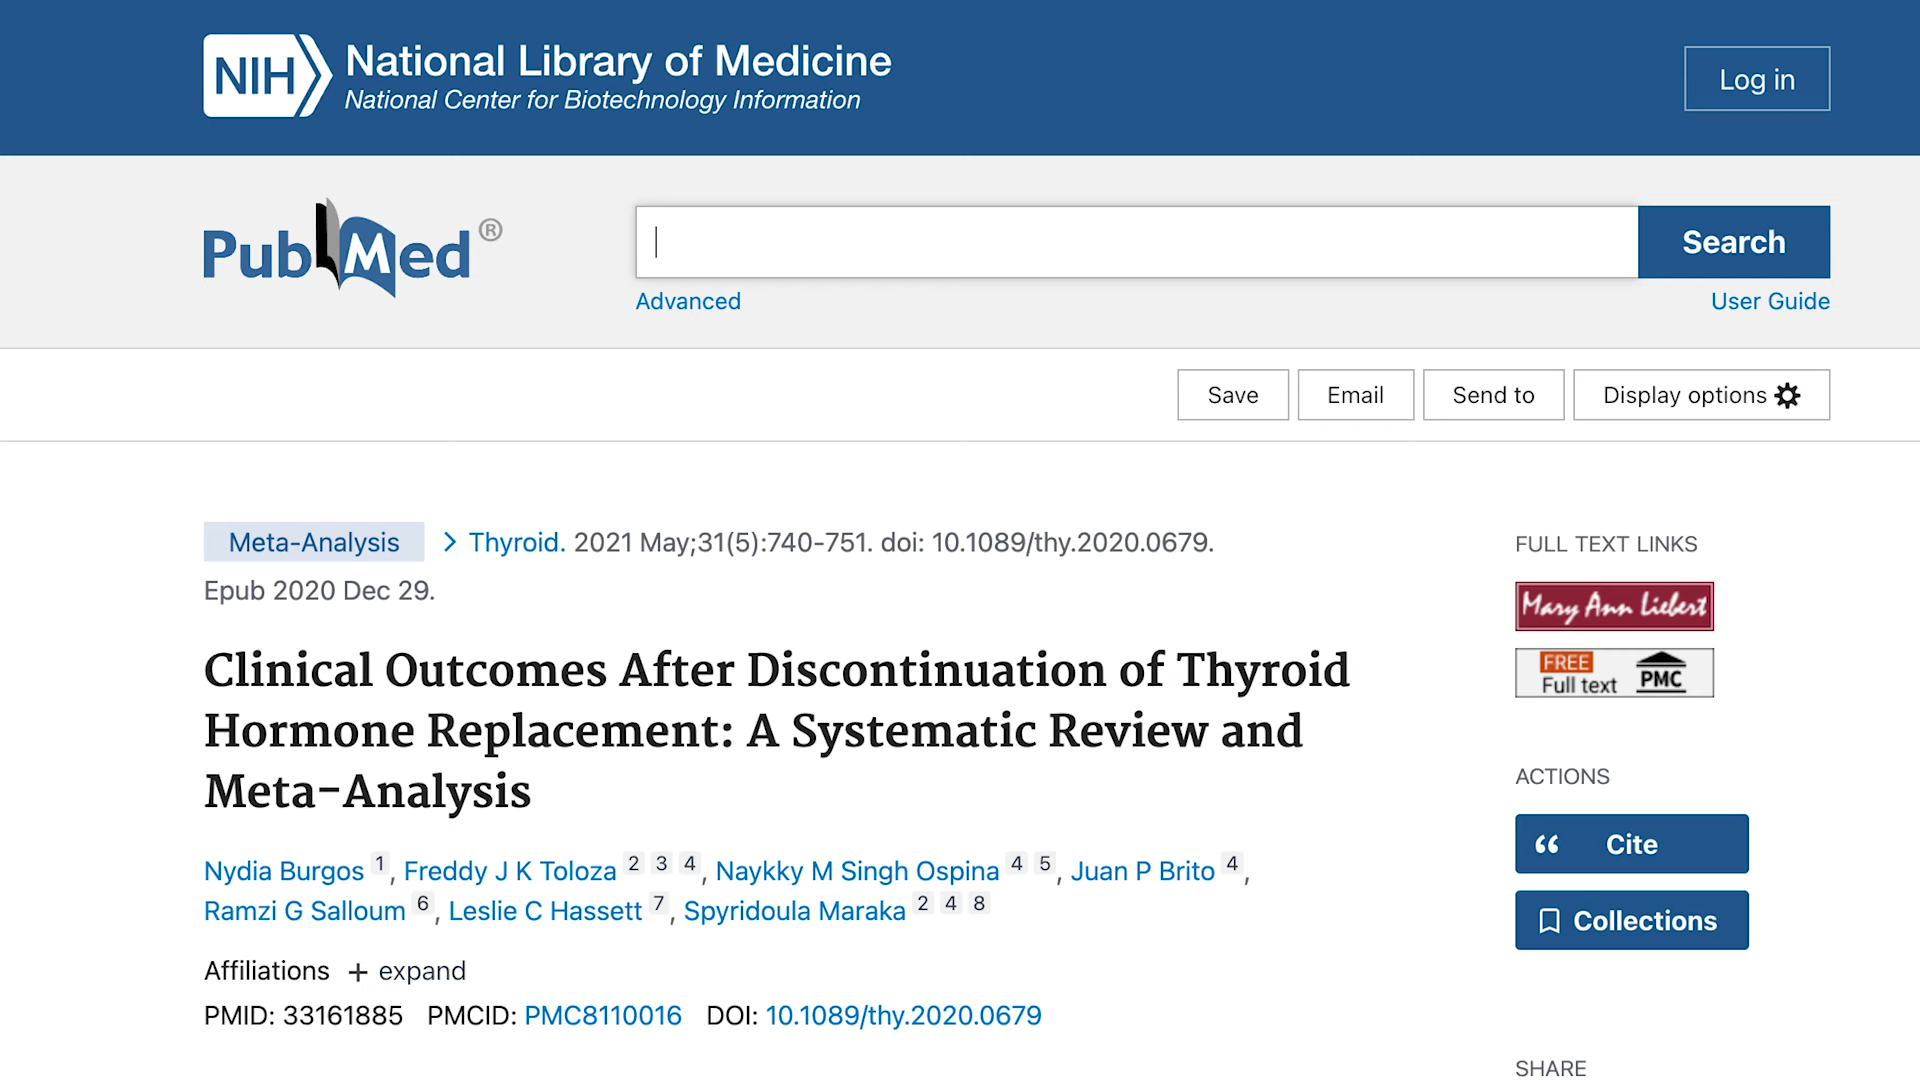 NIH National Library of Medicine
National Center for Biotechnology Information
Log in
PubMed®
Search
Advanced
User Guide
Save
Email
Send to
Display options
Meta-Analysis > Thyroid. 2021 May;31(5):740-751. doi: 10.1089/thy.2020.0679.
Epub 2020 Dec 29.
Clinical Outcomes After Discontinuation of Thyroid
Hormone Replacement: A Systematic Review and
Meta-Analysis
Nydia Burgos 1, Freddy J K Toloza 2 3 4, Naykky M Singh Ospina 4 5, Juan P Brito 4,
Ramzi G Salloum 6, Leslie C Hassett 7, Spyridoula Maraka 2 4 8
Affiliations + expand
PMID: 33161885 PMCID: PMC8110016 DOI: 10.1089/thy.2020.0679
FULL TEXT LINKS
Mary Ann Liebert
FREE
Full text PMC
ACTIONS
“ Cite
Collections
SHARE